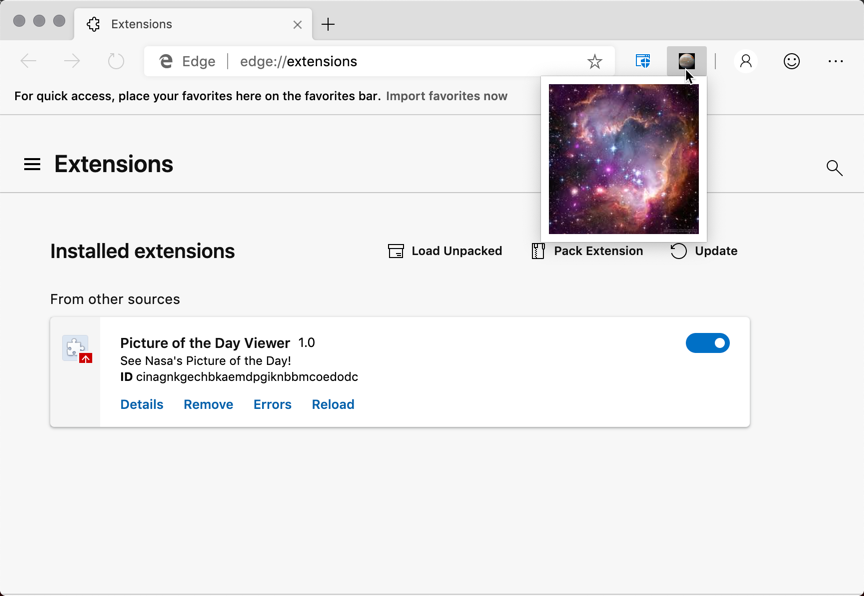 Extensions
Edge | edge://extensions
For quick access, place your favorites here on the favorites bar. Import favorites now
Extensions
Installed extensions
Load Unpacked
Pack Extension
Update
From other sources
Picture of the Day Viewer 1.0
See Nasa's Picture of the Day!
ID cinagnkgechbkaemdpgiknbbmcoedodc
Details Remove Errors Reload